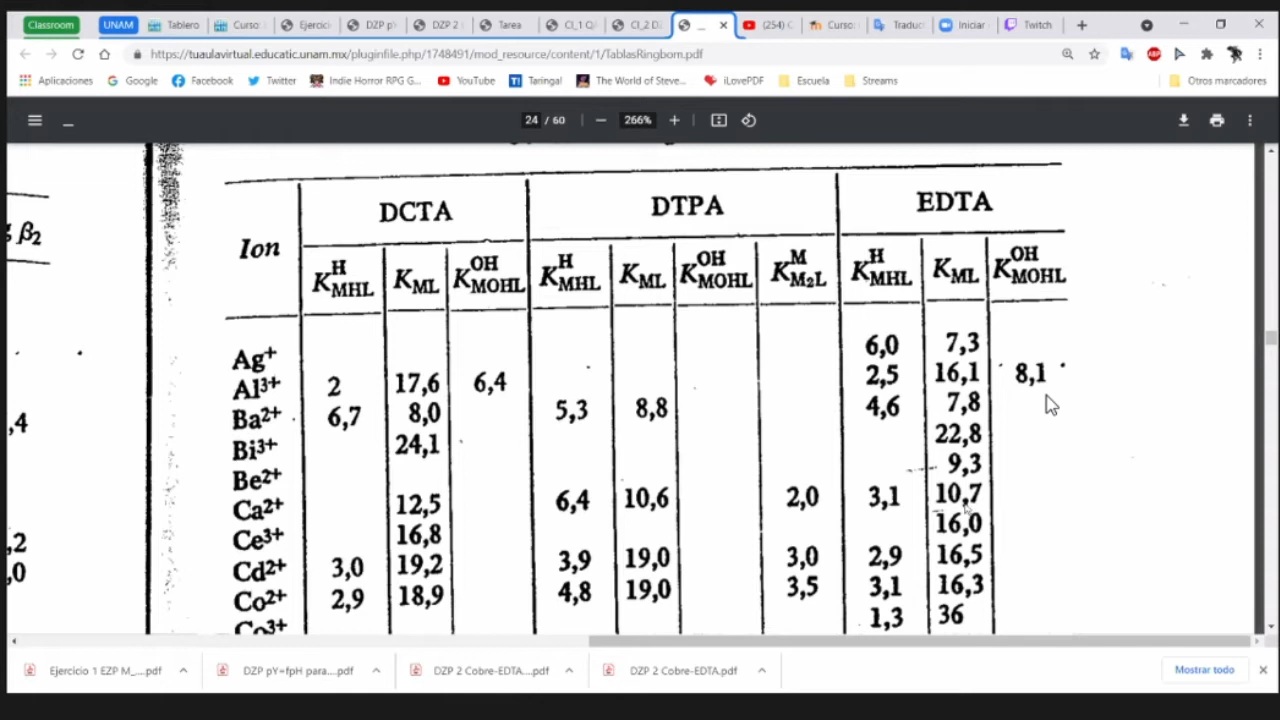 Classroom UNAM Tablero Curso: Ejercici DZP p DZP 2 Tarea CI_1 Q CI_2 D. _ (254) C Curso: Traduc Iniciar Twitch
https://tuaulavirtual.educatic.unam.mx/pluginfile.php/1748491/mod_resource/content/1/TablasRingbom.pdf
Aplicaciones Google Facebook Twitter Indie Horror RPG G... YouTube Taringa! The World of Steve... iLovePDF Escuela Streams Otros marcadores
_ 24 / 60 — 266% +
β2
,4
,2
,0
DCTA DTPA EDTA
Ion K^H_MHL K_ML K^OH_MOHL K^H_MHL K_ML K^OH_MOHL K^M_M2L K^H_MHL K_ML K^OH_MOHL
Ag+ 6,0 7,3
Al3+ 2 17,6 6,4 2,5 16,1 8,1
Ba2+ 6,7 8,0 5,3 8,8 4,6 7,8
Bi3+ 24,1 22,8
Be2+ 9,3
Ca2+ 12,5 6,4 10,6 2,0 3,1 10,7
Ce3+ 16,8 16,0
Cd2+ 3,0 19,2 3,9 19,0 3,0 2,9 16,5
Co2+ 2,9 18,9 4,8 19,0 3,5 3,1 16,3
Co3+ 1,3 36
Ejercicio 1 EZP M_....pdf DZP pY=fpH para....pdf DZP 2 Cobre-EDTA....pdf DZP 2 Cobre-EDTA.pdf Mostrar todo